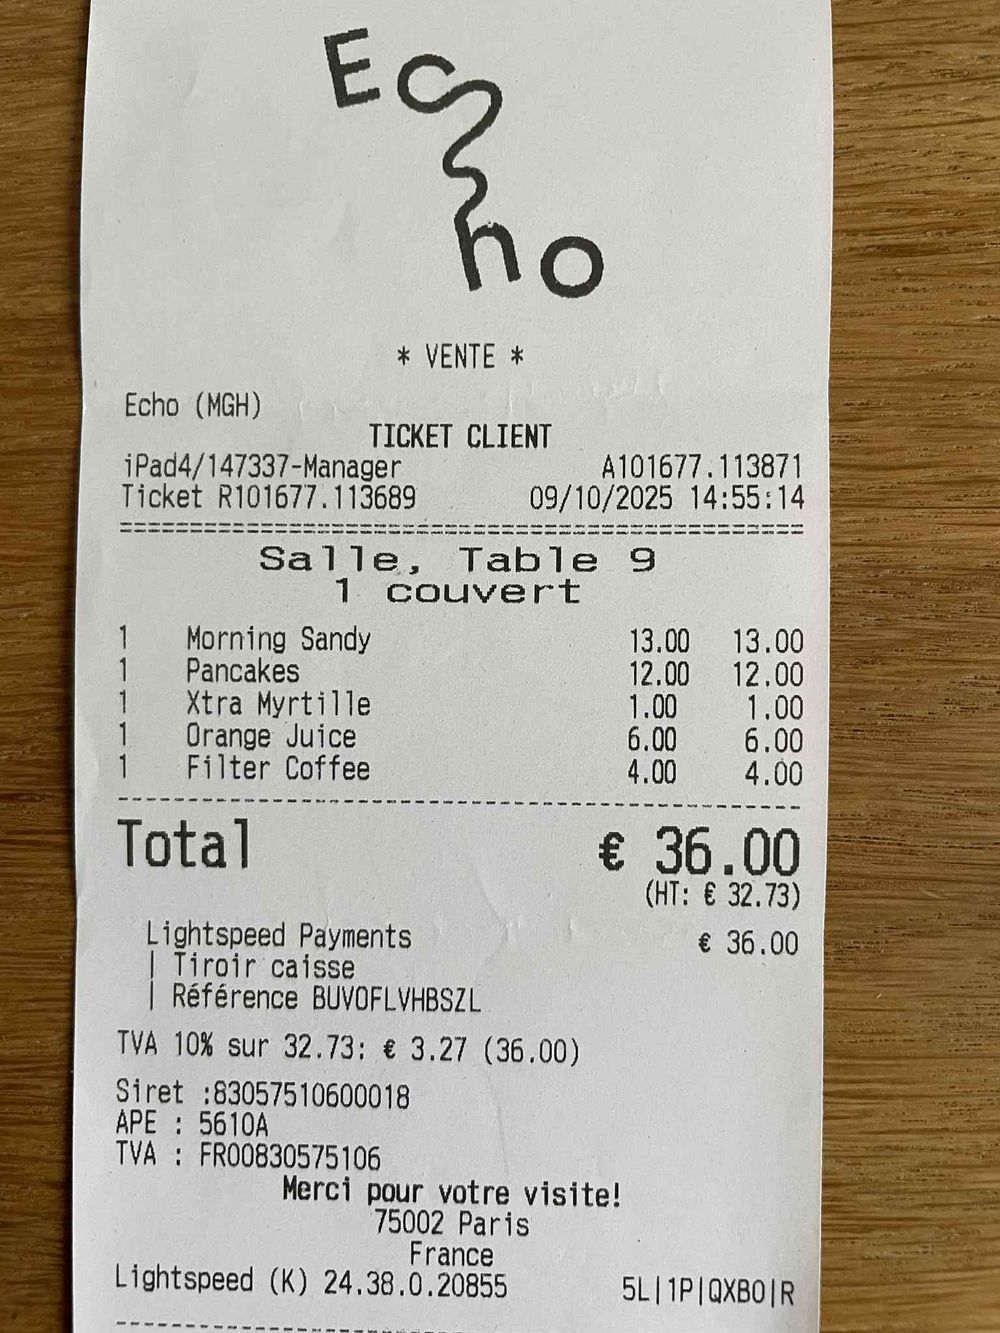 Echo
* VENTE *
Echo (MGH)
TICKET CLIENT
iPad4/147337-Manager A101677.113871
Ticket R101677.113689 09/10/2025 14:55:14
Salle, Table 9
1 couvert
1 Morning Sandy 13.00 13.00
1 Pancakes 12.00 12.00
1 Xtra Myrtille 1.00 1.00
1 Orange Juice 6.00 6.00
1 Filter Coffee 4.00 4.00
Total € 36.00
(HT: € 32.73)
Lightspeed Payments € 36.00
| Tiroir caisse
| Référence BUVOFLVHBSZL
TVA 10% sur 32.73: € 3.27 (36.00)
Siret :83057510600018
APE : 5610A
TVA : FR00830575106
Merci pour votre visite!
75002 Paris
France
Lightspeed (K) 24.38.0.20855 5L|1P|QXBO|R